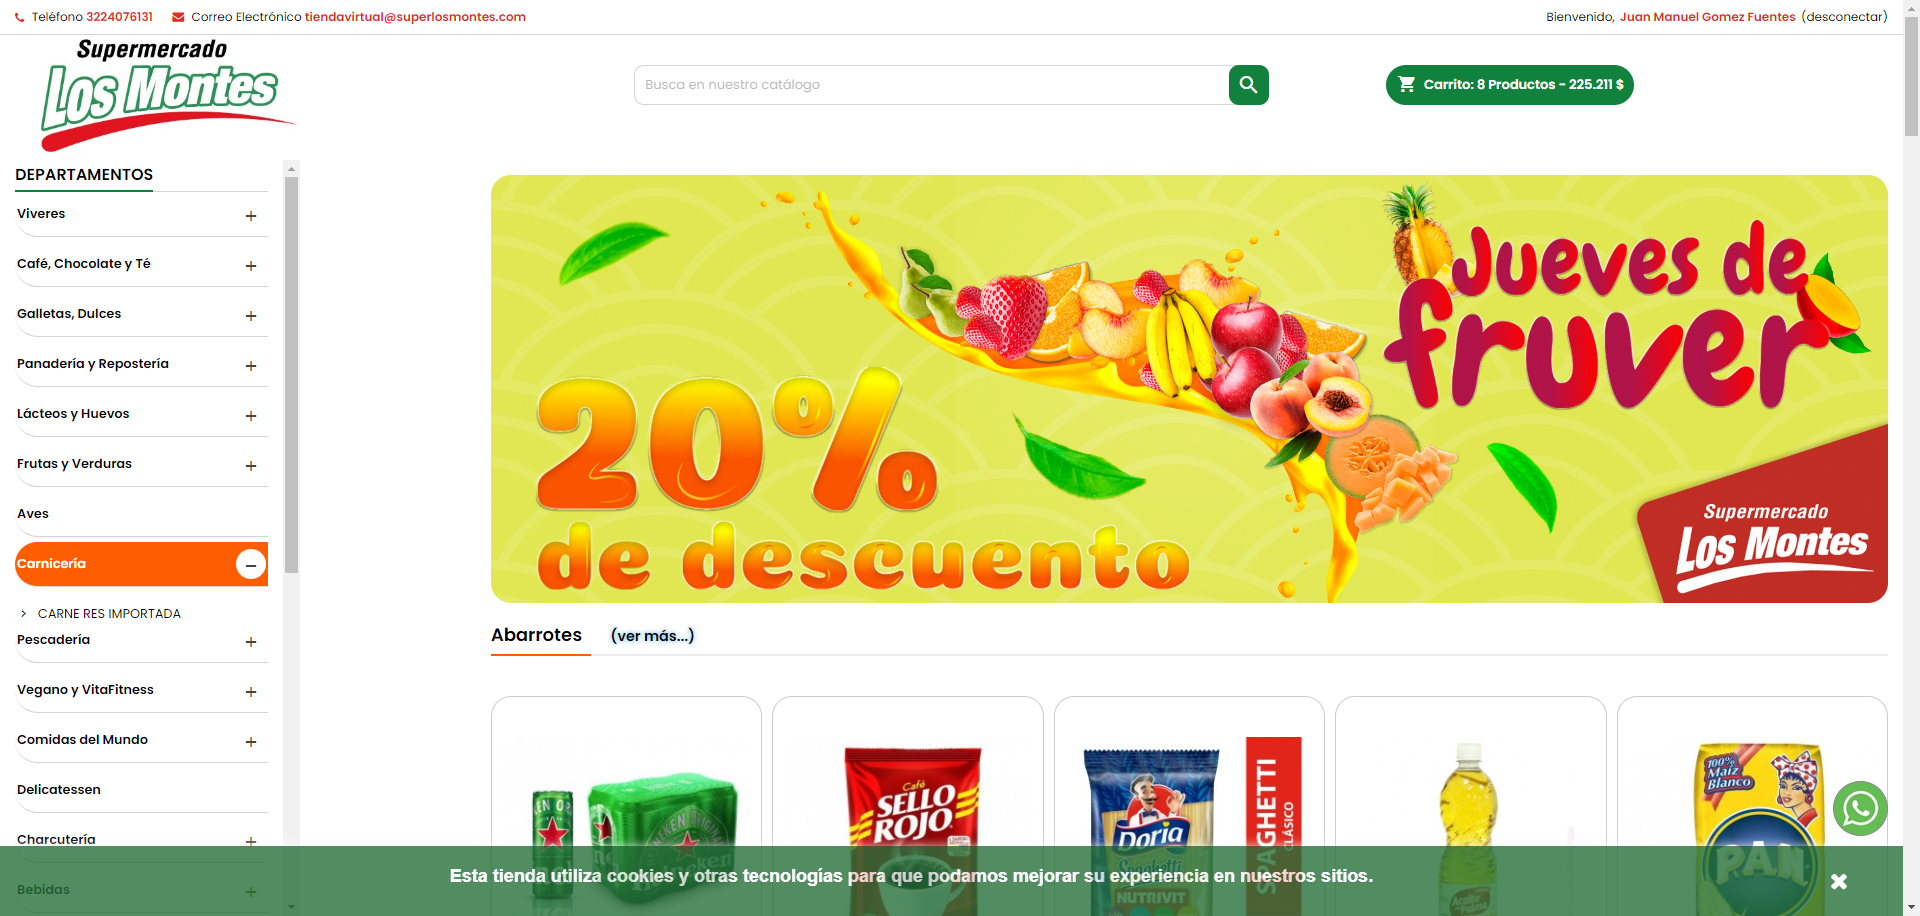 Teléfono 3224076131 Correo Electrónico tiendavirtual@superlosmontes.com
Bienvenido, Juan Manuel Gomez Fuentes (desconectar)
Supermercado
Los Montes
Busca en nuestro catálogo
Carrito: 8 Productos - 225.211 $
DEPARTAMENTOS
Viveres
Café, Chocolate y Té
Galletas, Dulces
Panadería y Repostería
Lácteos y Huevos
Frutas y Verduras
Aves
Carnicería
CARNE RES IMPORTADA
Pescadería
Vegano y VitaFitness
Comidas del Mundo
Delicatessen
Charcutería
Bebidas
Jueves de
fruver
20%
de descuento
Supermercado
Los Montes
Abarrotes (ver más...)
Heineken
Café
SELLO
ROJO
Doria
Spaghetti
NUTRIVIT
SPAGHETTI
CLÁSICO
100%
Maíz
Blanco
PAN
Esta tienda utiliza cookies y otras tecnologías para que podamos mejorar su experiencia en nuestros sitios.